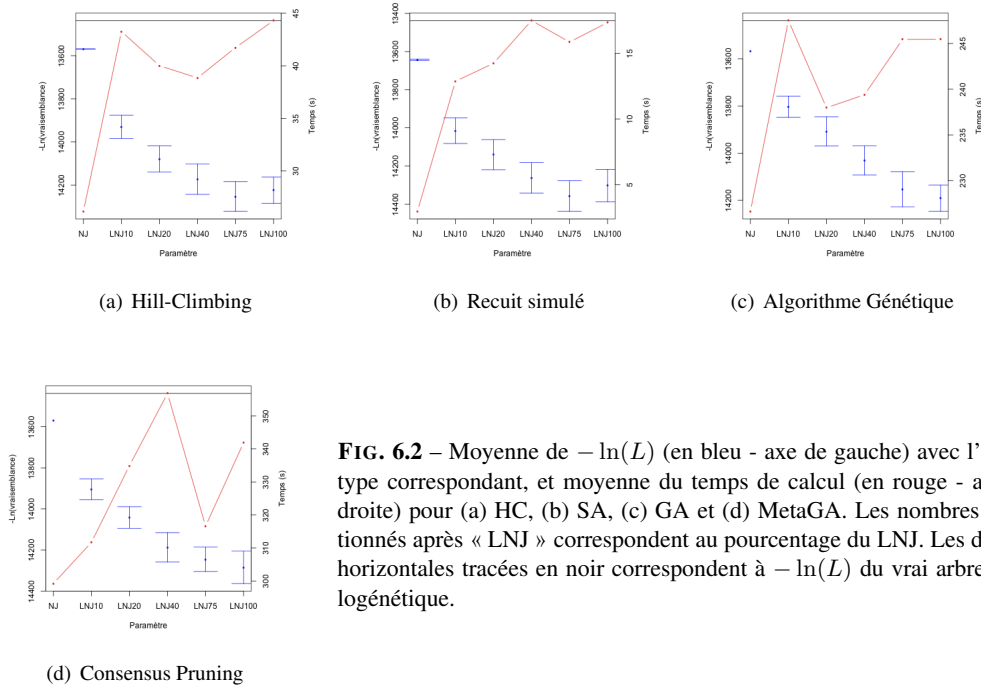 13600
13800
14000
14200
-Ln(vraisemblance)
45
40
35
30
Temps (s)
NJ LNJ10 LNJ20 LNJ40 LNJ75 LNJ100
Paramètre
(a) Hill-Climbing
13400
13600
13800
14000
14200
14400
-Ln(vraisemblance)
15
10
5
Temps (s)
NJ LNJ10 LNJ20 LNJ40 LNJ75 LNJ100
Paramètre
(b) Recuit simulé
13600
13800
14000
14200
-Ln(vraisemblance)
245
240
235
230
Temps (s)
NJ LNJ10 LNJ20 LNJ40 LNJ75 LNJ100
Paramètre
(c) Algorithme Génétique
13600
13800
14000
14200
14400
-Ln(vraisemblance)
350
340
330
320
310
300
Temps (s)
NJ LNJ10 LNJ20 LNJ40 LNJ75 LNJ100
Paramètre
(d) Consensus Pruning
FIG. 6.2 – Moyenne de − ln(L) (en bleu - axe de gauche) avec l’
type correspondant, et moyenne du temps de calcul (en rouge - a
droite) pour (a) HC, (b) SA, (c) GA et (d) MetaGA. Les nombres
tionnés après « LNJ » correspondent au pourcentage du LNJ. Les d
horizontales tracées en noir correspondent à − ln(L) du vrai arbre
logénétique.